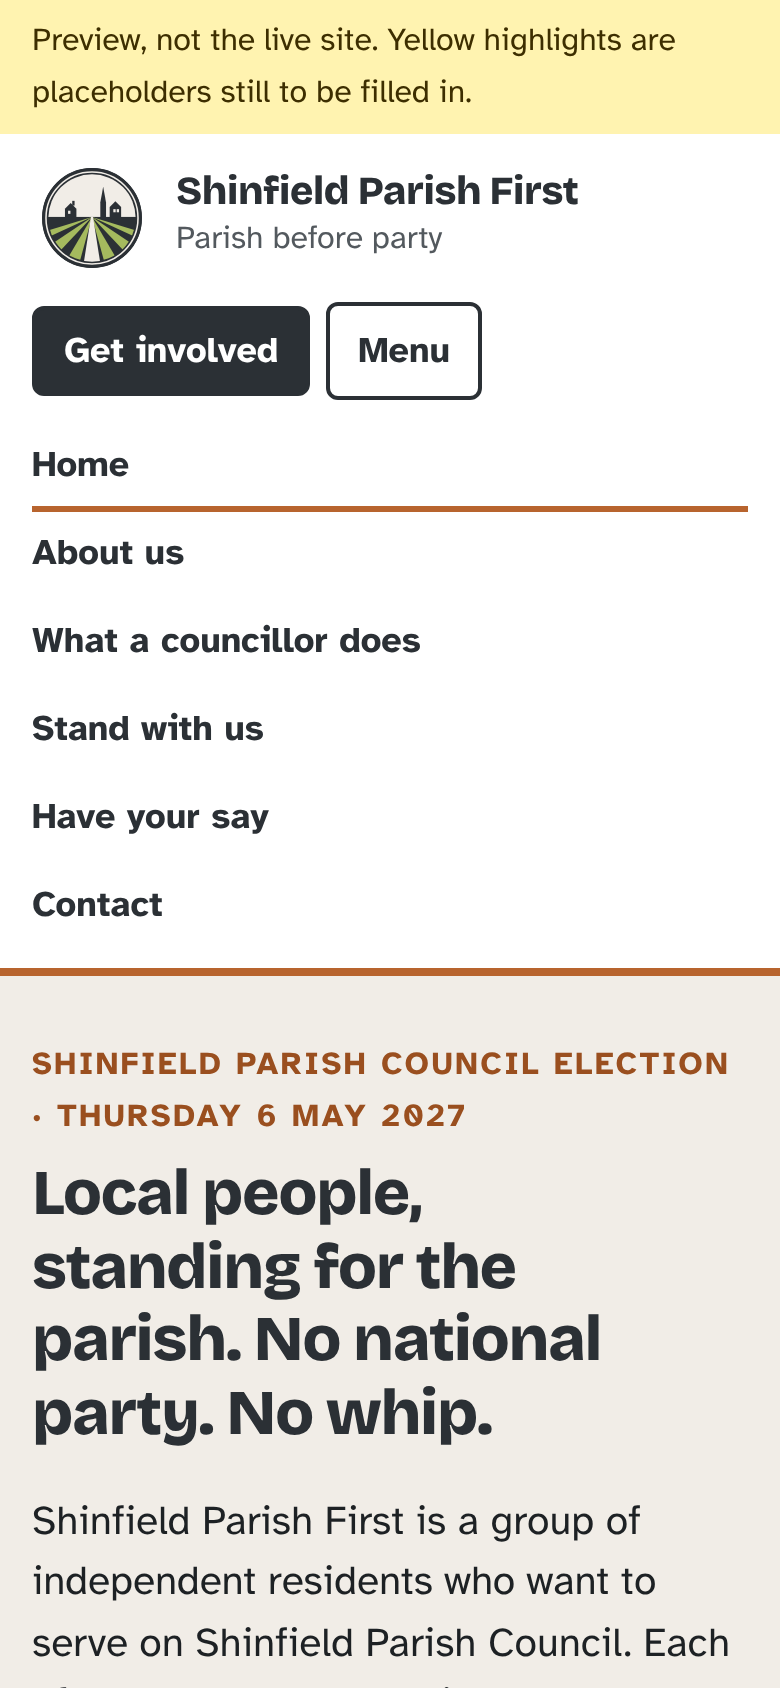 Preview, not the live site. Yellow highlights are
placeholders still to be filled in.
Shinfield Parish First
Parish before party
Get involved
Menu
Home
About us
What a councillor does
Stand with us
Have your say
Contact
SHINFIELD PARISH COUNCIL ELECTION
· THURSDAY 6 MAY 2027
Local people,
standing for the
parish. No national
party. No whip.
Shinfield Parish First is a group of
independent residents who want to
serve on Shinfield Parish Council. Each